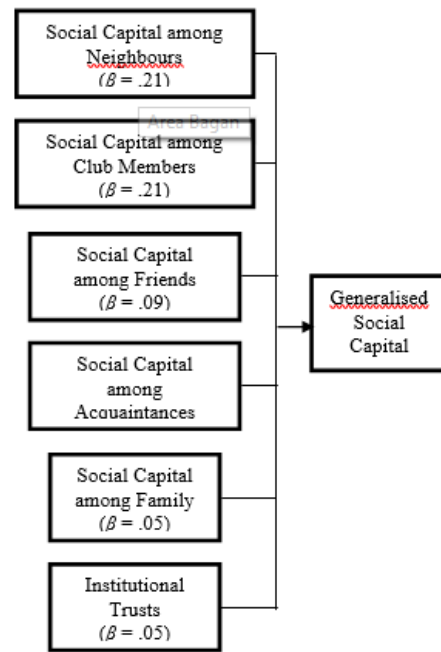 Social Capital among
Neighbours
(β = .21)
Area Bagan
Social Capital among
Club Members
(β = .21)
Social Capital
among Friends
(β = .09)
Generalised
Social
Capital
Social Capital
among
Acquaintances
Social Capital
among Family
(β = .05)
Institutional
Trusts
(β = .05)